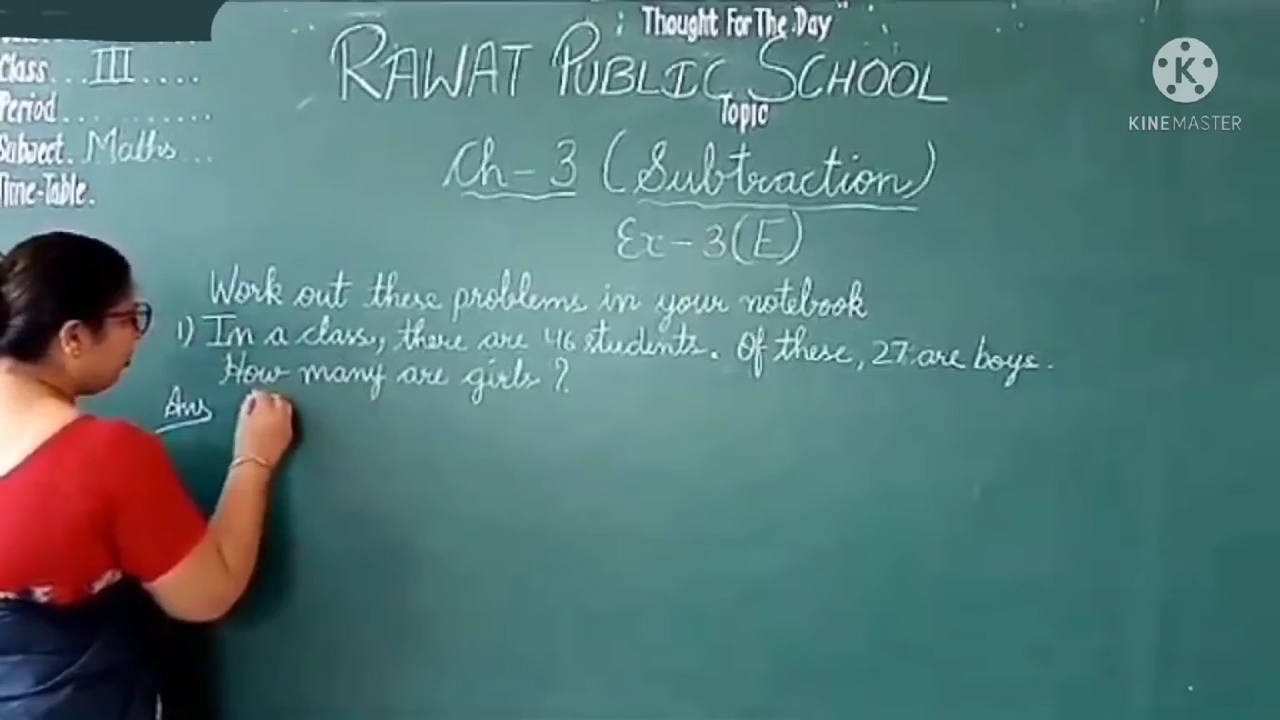 Thought For The Day
Class....III.....
RAWAT PUBLIC SCHOOL
KINEMASTER
Period...........
Topic
Subject. Maths...
Ch-3 (Subtraction)
Time-Table.
Ex-3(E)
Work out these problems in your notebook
1) In a class, there are 46 students. Of these, 27 are boys.
How many are girls ?
Ans